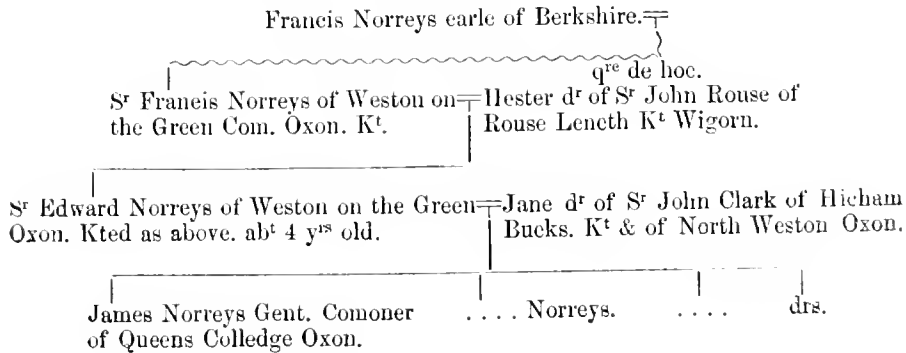 Francis Norreys earle of Berkshire.
qʳᵉ de hoc.
Sʳ Francis Norreys of Weston on
the Green Com. Oxon. Kᵗ.
Hester dʳ of Sʳ John Rouse of
Rouse Lencth Kᵗ Wigorn.
Sʳ Edward Norreys of Weston on the Green
Oxon. Kted as above. abᵗ 4 yʳˢ old.
Jane dʳ of Sʳ John Clark of Hicham
Bucks. Kᵗ & of North Weston Oxon.
James Norreys Gent. Comoner
of Queens Colledge Oxon.
. . . . Norreys.
. . . .
drs.